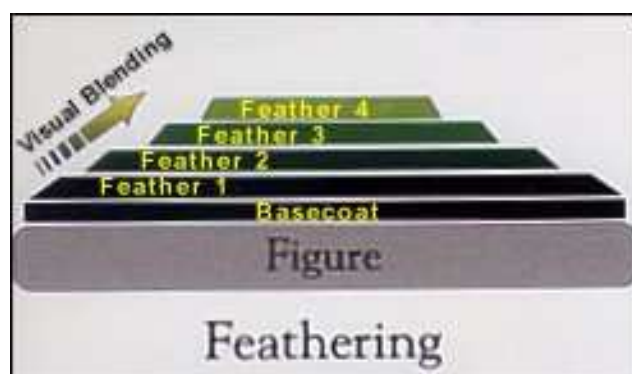 Visual Blending
Feather 4
Feather 3
Feather 2
Feather 1
Basecoat
Figure
Feathering